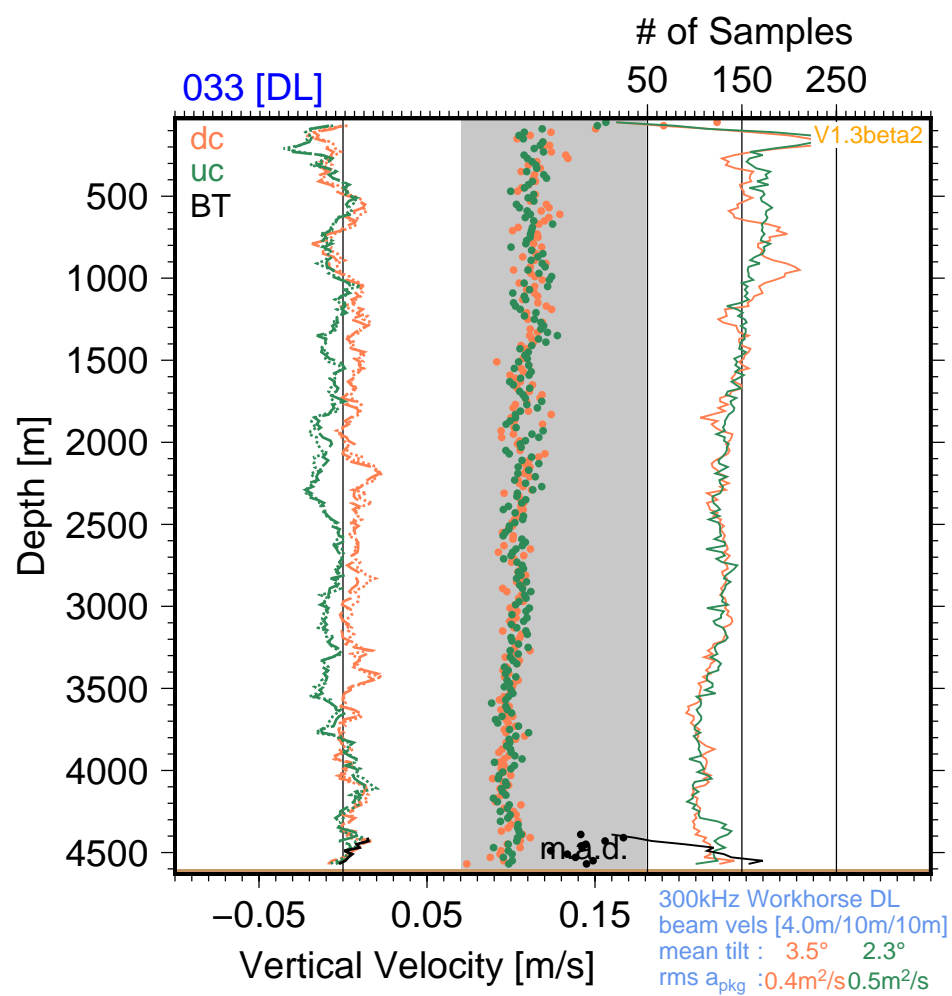 # of Samples
50 150 250
033 [DL]
dc
uc
BT
V1.3beta2
500
1000
1500
2000
2500
3000
3500
4000
4500
Depth [m]
m.a.d.
−0.05 0.05 0.15
Vertical Velocity [m/s]
300kHz Workhorse DL
beam vels [4.0m/10m/10m]
mean tilt : 3.5° 2.3°
rms apkg :0.4m²/s 0.5m²/s